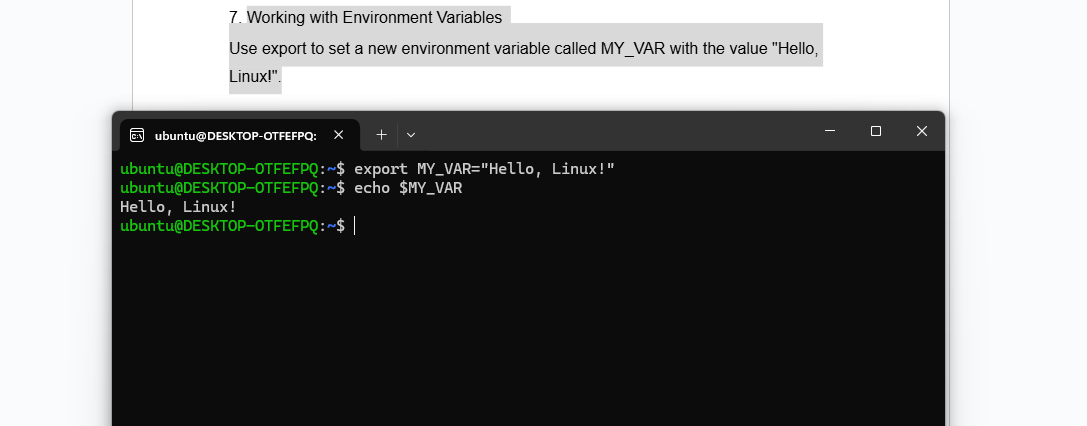 7. Working with Environment Variables
Use export to set a new environment variable called MY_VAR with the value "Hello,
Linux!".
ubuntu@DESKTOP-OTFEFPQ:
ubuntu@DESKTOP-OTFEFPQ:~$ export MY_VAR="Hello, Linux!"
ubuntu@DESKTOP-OTFEFPQ:~$ echo $MY_VAR
Hello, Linux!
ubuntu@DESKTOP-OTFEFPQ:~$